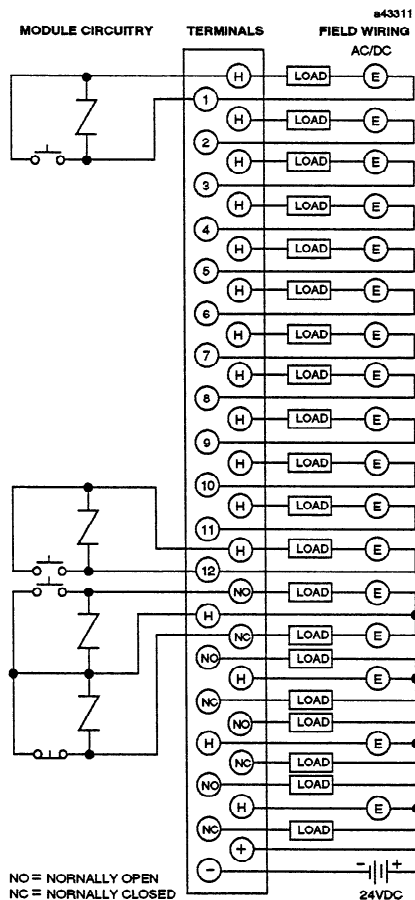 a43311
MODULE CIRCUITRY TERMINALS FIELD WIRING
AC/DC
H LOAD E
1
H LOAD E
2
H LOAD E
3
H LOAD E
4
H LOAD E
5
H LOAD E
6
H LOAD E
7
H LOAD E
8
H LOAD E
9
H LOAD E
10
H LOAD E
11
H LOAD E
12
NO LOAD E
H
NC LOAD E
NO LOAD
H E
NC LOAD
NO LOAD
H E
NC LOAD
NO LOAD
H E
NC LOAD
+
- - +
NO = NORMALLY OPEN
NC = NORMALLY CLOSED 24VDC